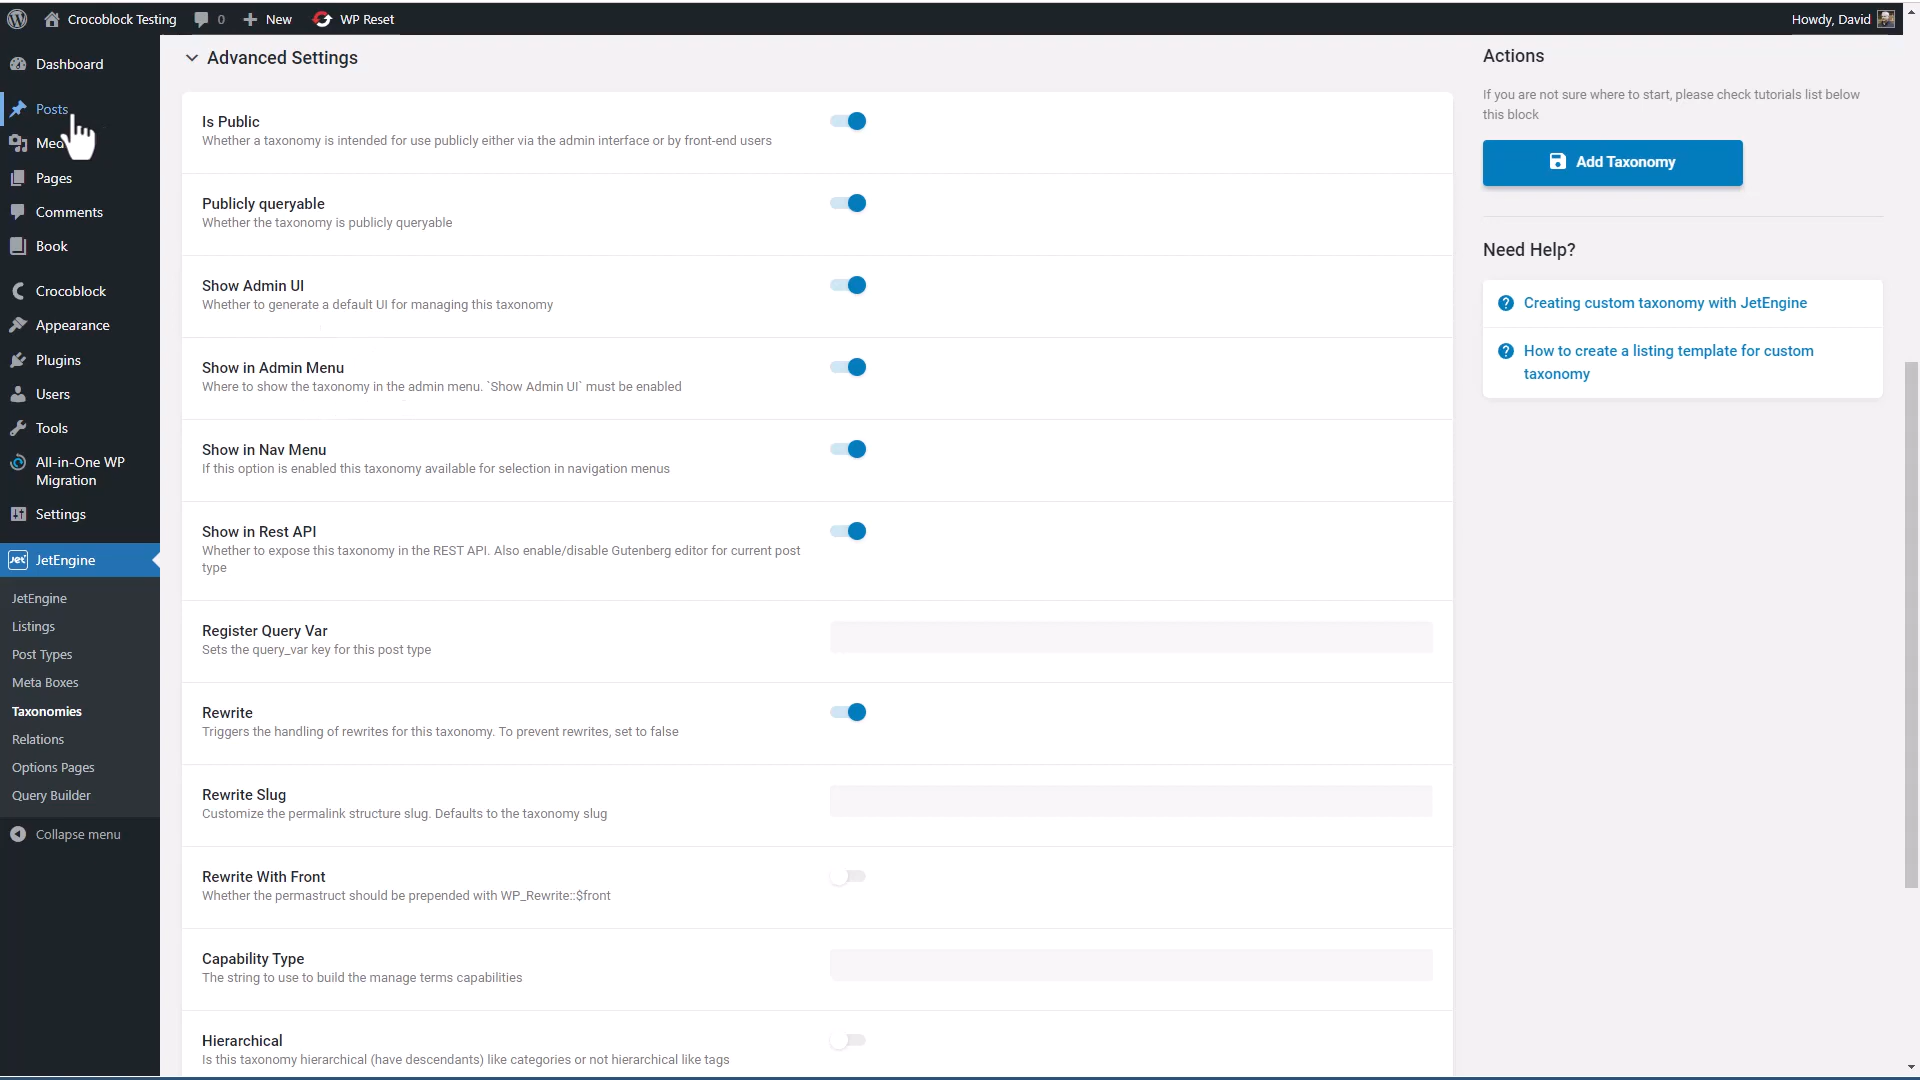 Crocoblock Testing
0
New
WP Reset
Howdy, David
Dashboard
Posts
Med
Pages
Comments
Book
Crocoblock
Appearance
Plugins
Users
Tools
All-in-One WP
Migration
Settings
Jet
JetEngine
JetEngine
Listings
Post Types
Meta Boxes
Taxonomies
Relations
Options Pages
Query Builder
Collapse menu
Advanced Settings
Is Public
Whether a taxonomy is intended for use publicly either via the admin interface or by front-end users
Publicly queryable
Whether the taxonomy is publicly queryable
Show Admin UI
Whether to generate a default UI for managing this taxonomy
Show in Admin Menu
Where to show the taxonomy in the admin menu. `Show Admin UI` must be enabled
Show in Nav Menu
If this option is enabled this taxonomy available for selection in navigation menus
Show in Rest API
Whether to expose this taxonomy in the REST API. Also enable/disable Gutenberg editor for current post
type
Register Query Var
Sets the query_var key for this post type
Rewrite
Triggers the handling of rewrites for this taxonomy. To prevent rewrites, set to false
Rewrite Slug
Customize the permalink structure slug. Defaults to the taxonomy slug
Rewrite With Front
Whether the permastruct should be prepended with WP_Rewrite::$front
Capability Type
The string to use to build the manage terms capabilities
Hierarchical
Is this taxonomy hierarchical (have descendants) like categories or not hierarchical like tags
Actions
If you are not sure where to start, please check tutorials list below
this block
Add Taxonomy
Need Help?
Creating custom taxonomy with JetEngine
How to create a listing template for custom
taxonomy